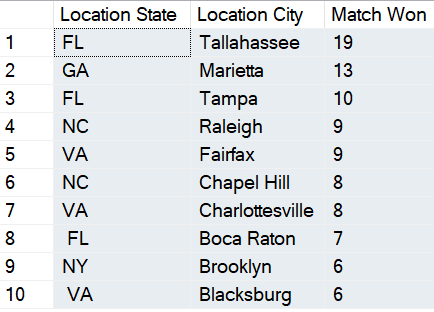 Location State Location City Match Won
1 FL Tallahassee 19
2 GA Marietta 13
3 FL Tampa 10
4 NC Raleigh 9
5 VA Fairfax 9
6 NC Chapel Hill 8
7 VA Charlottesville 8
8 FL Boca Raton 7
9 NY Brooklyn 6
10 VA Blacksburg 6